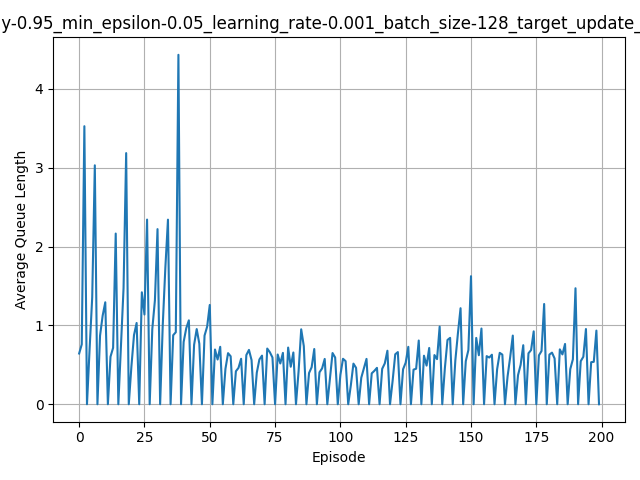 y-0.95_min_epsilon-0.05_learning_rate-0.001_batch_size-128_target_update_
Average Queue Length
4
3
2
1
0
0 25 50 75 100 125 150 175 200
Episode